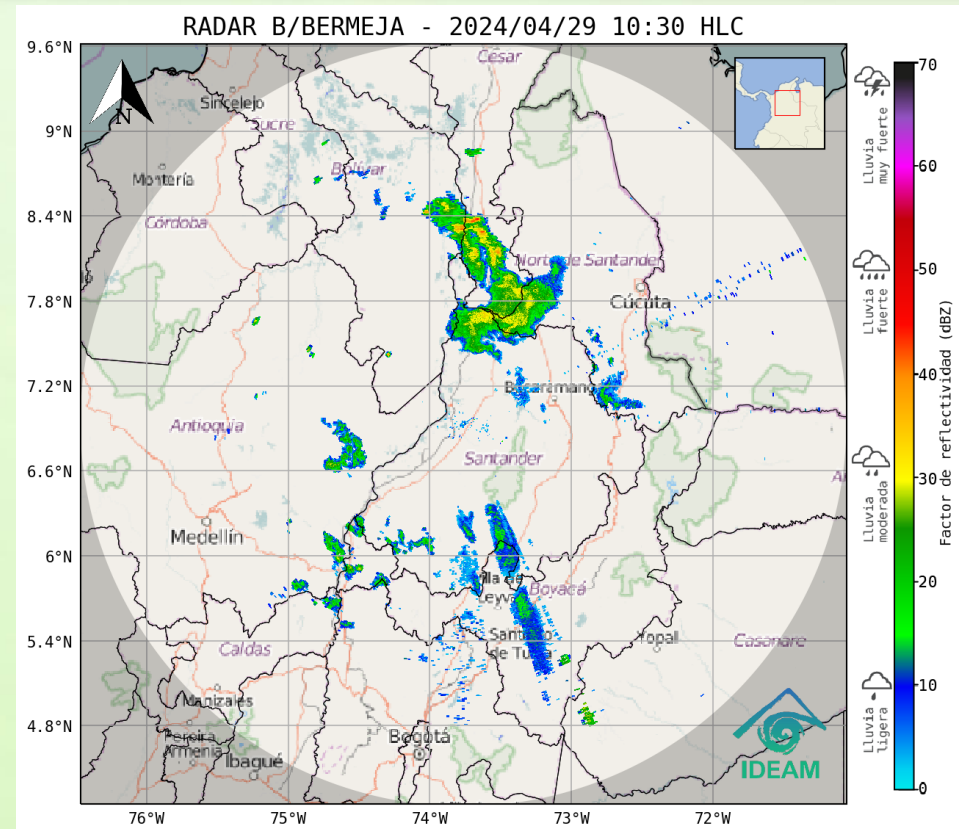 RADAR B/BERMEJA - 2024/04/29 10:30 HLC
9.6°N
9°N
8.4°N
7.8°N
7.2°N
6.6°N
6°N
5.4°N
4.8°N
76°W
75°W
74°W
73°W
72°W
N
Cesar
Sincelejo
Sucre
Bolívar
Montería
Córdoba
Norte de Santander
Cúcuta
Bucaramanga
Antioquia
Santander
Medellín
Villa de
Leyva
Boyacá
Santiago
de Tunja
Yopal
Casanare
Caldas
Manizales
Pereira
Armenia
Ibagué
Bogotá
IDEAM
70
60
50
40
30
20
10
0
Lluvia
muy fuerte
Lluvia
fuerte
Lluvia
moderada
Lluvia
ligera
Factor de reflectividad (dBZ)